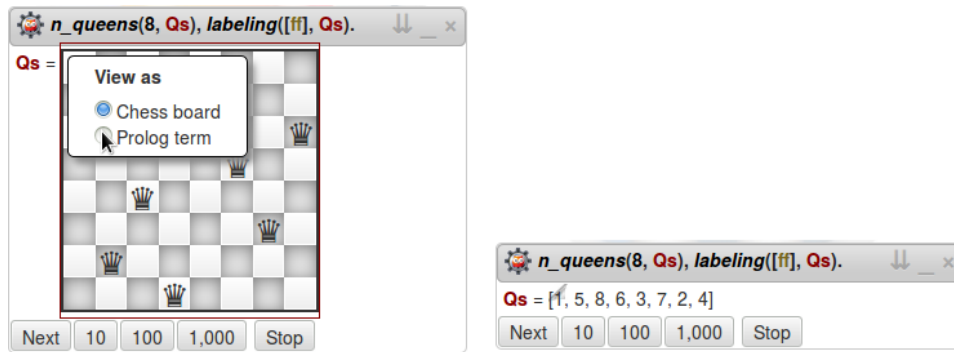 n_queens(8, Qs), labeling([ff], Qs).
Qs =
View as
Chess board
Prolog term
Next 10 100 1,000 Stop
n_queens(8, Qs), labeling([ff], Qs).
Qs = [1, 5, 8, 6, 3, 7, 2, 4]
Next 10 100 1,000 Stop